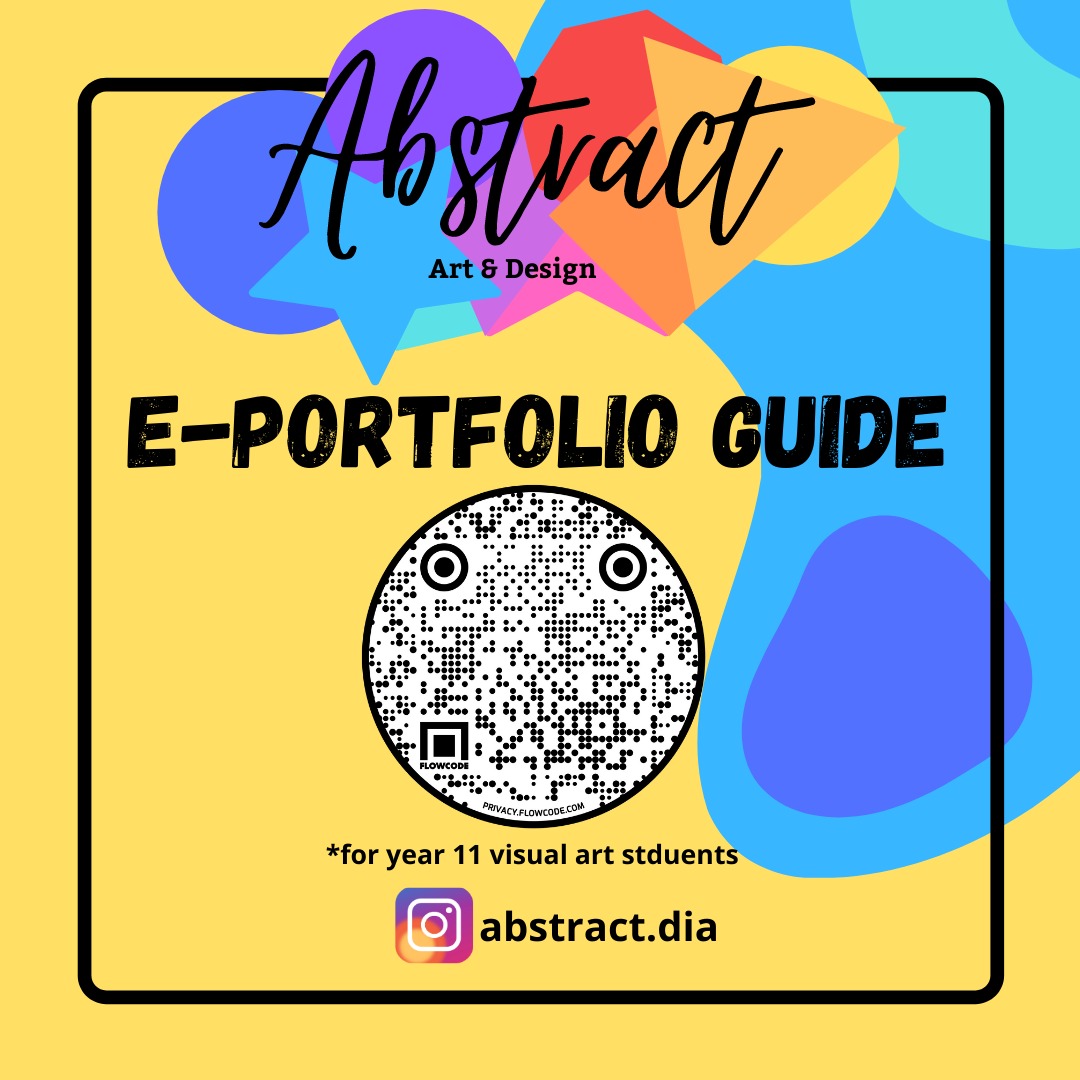 Abstract
Art & Design
E-PORTFOLIO GUIDE
FLOWCODE
PRIVACY.FLOWCODE.COM
*for year 11 visual art stduents
abstract.dia